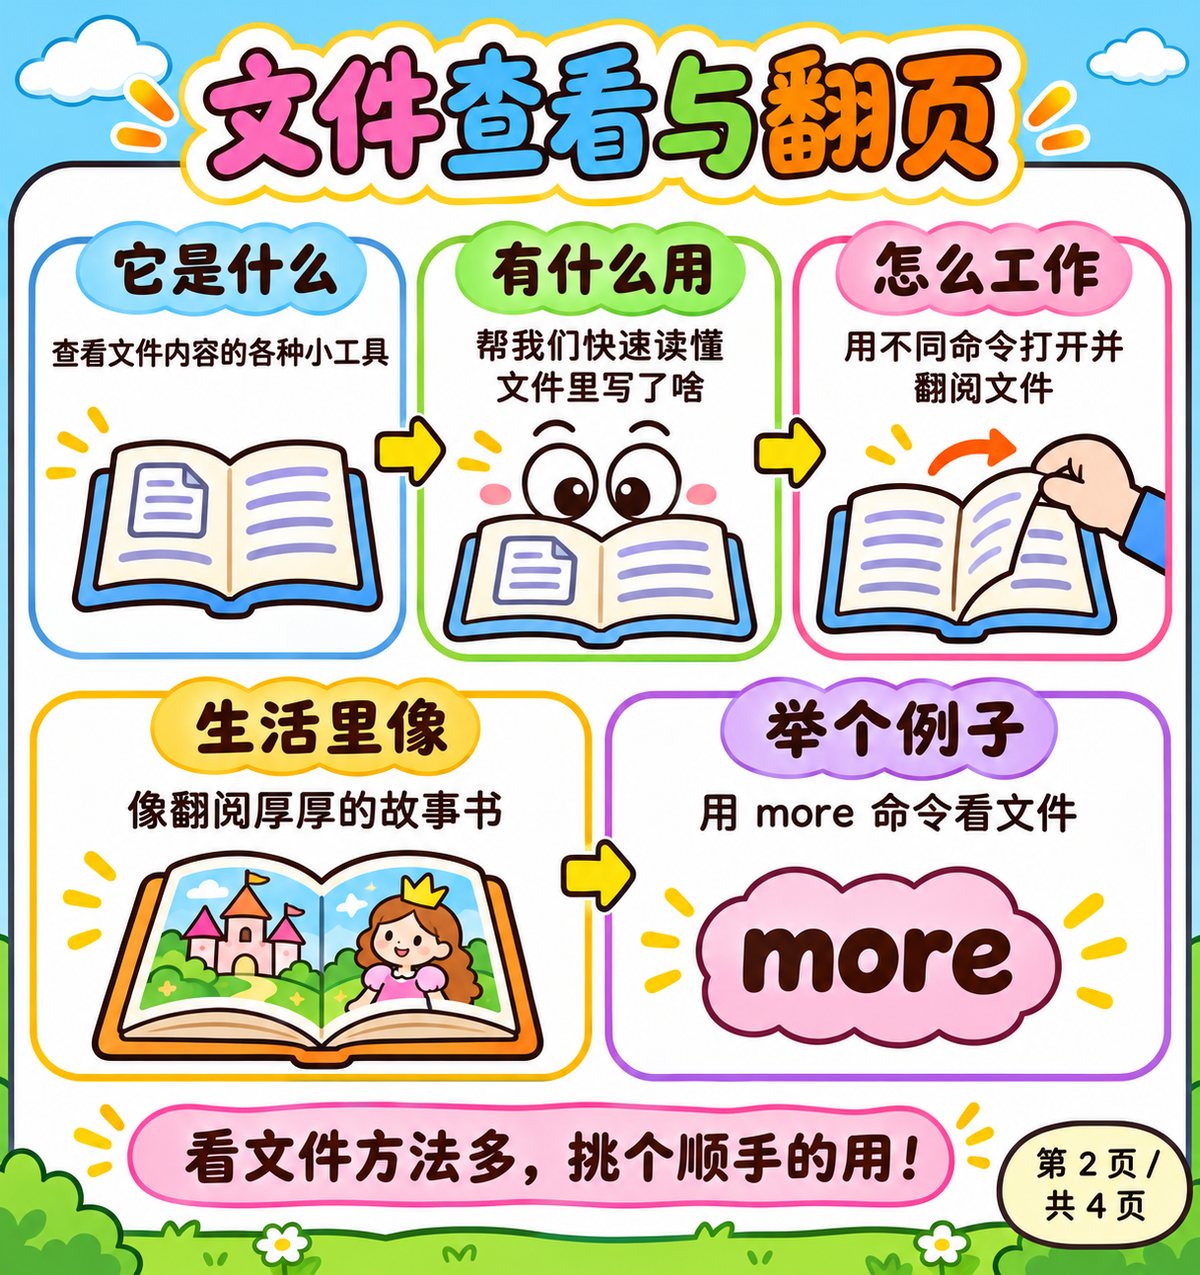 文件查看与翻页
它是什么
查看文件内容的各种小工具
有什么用
帮我们快速读懂
文件里写了啥
怎么工作
用不同命令打开并
翻阅文件
生活里像
像翻阅厚厚的故事书
举个例子
用 more 命令看文件
more
看文件方法多，挑个顺手的用！
第 2 页 /
共 4 页